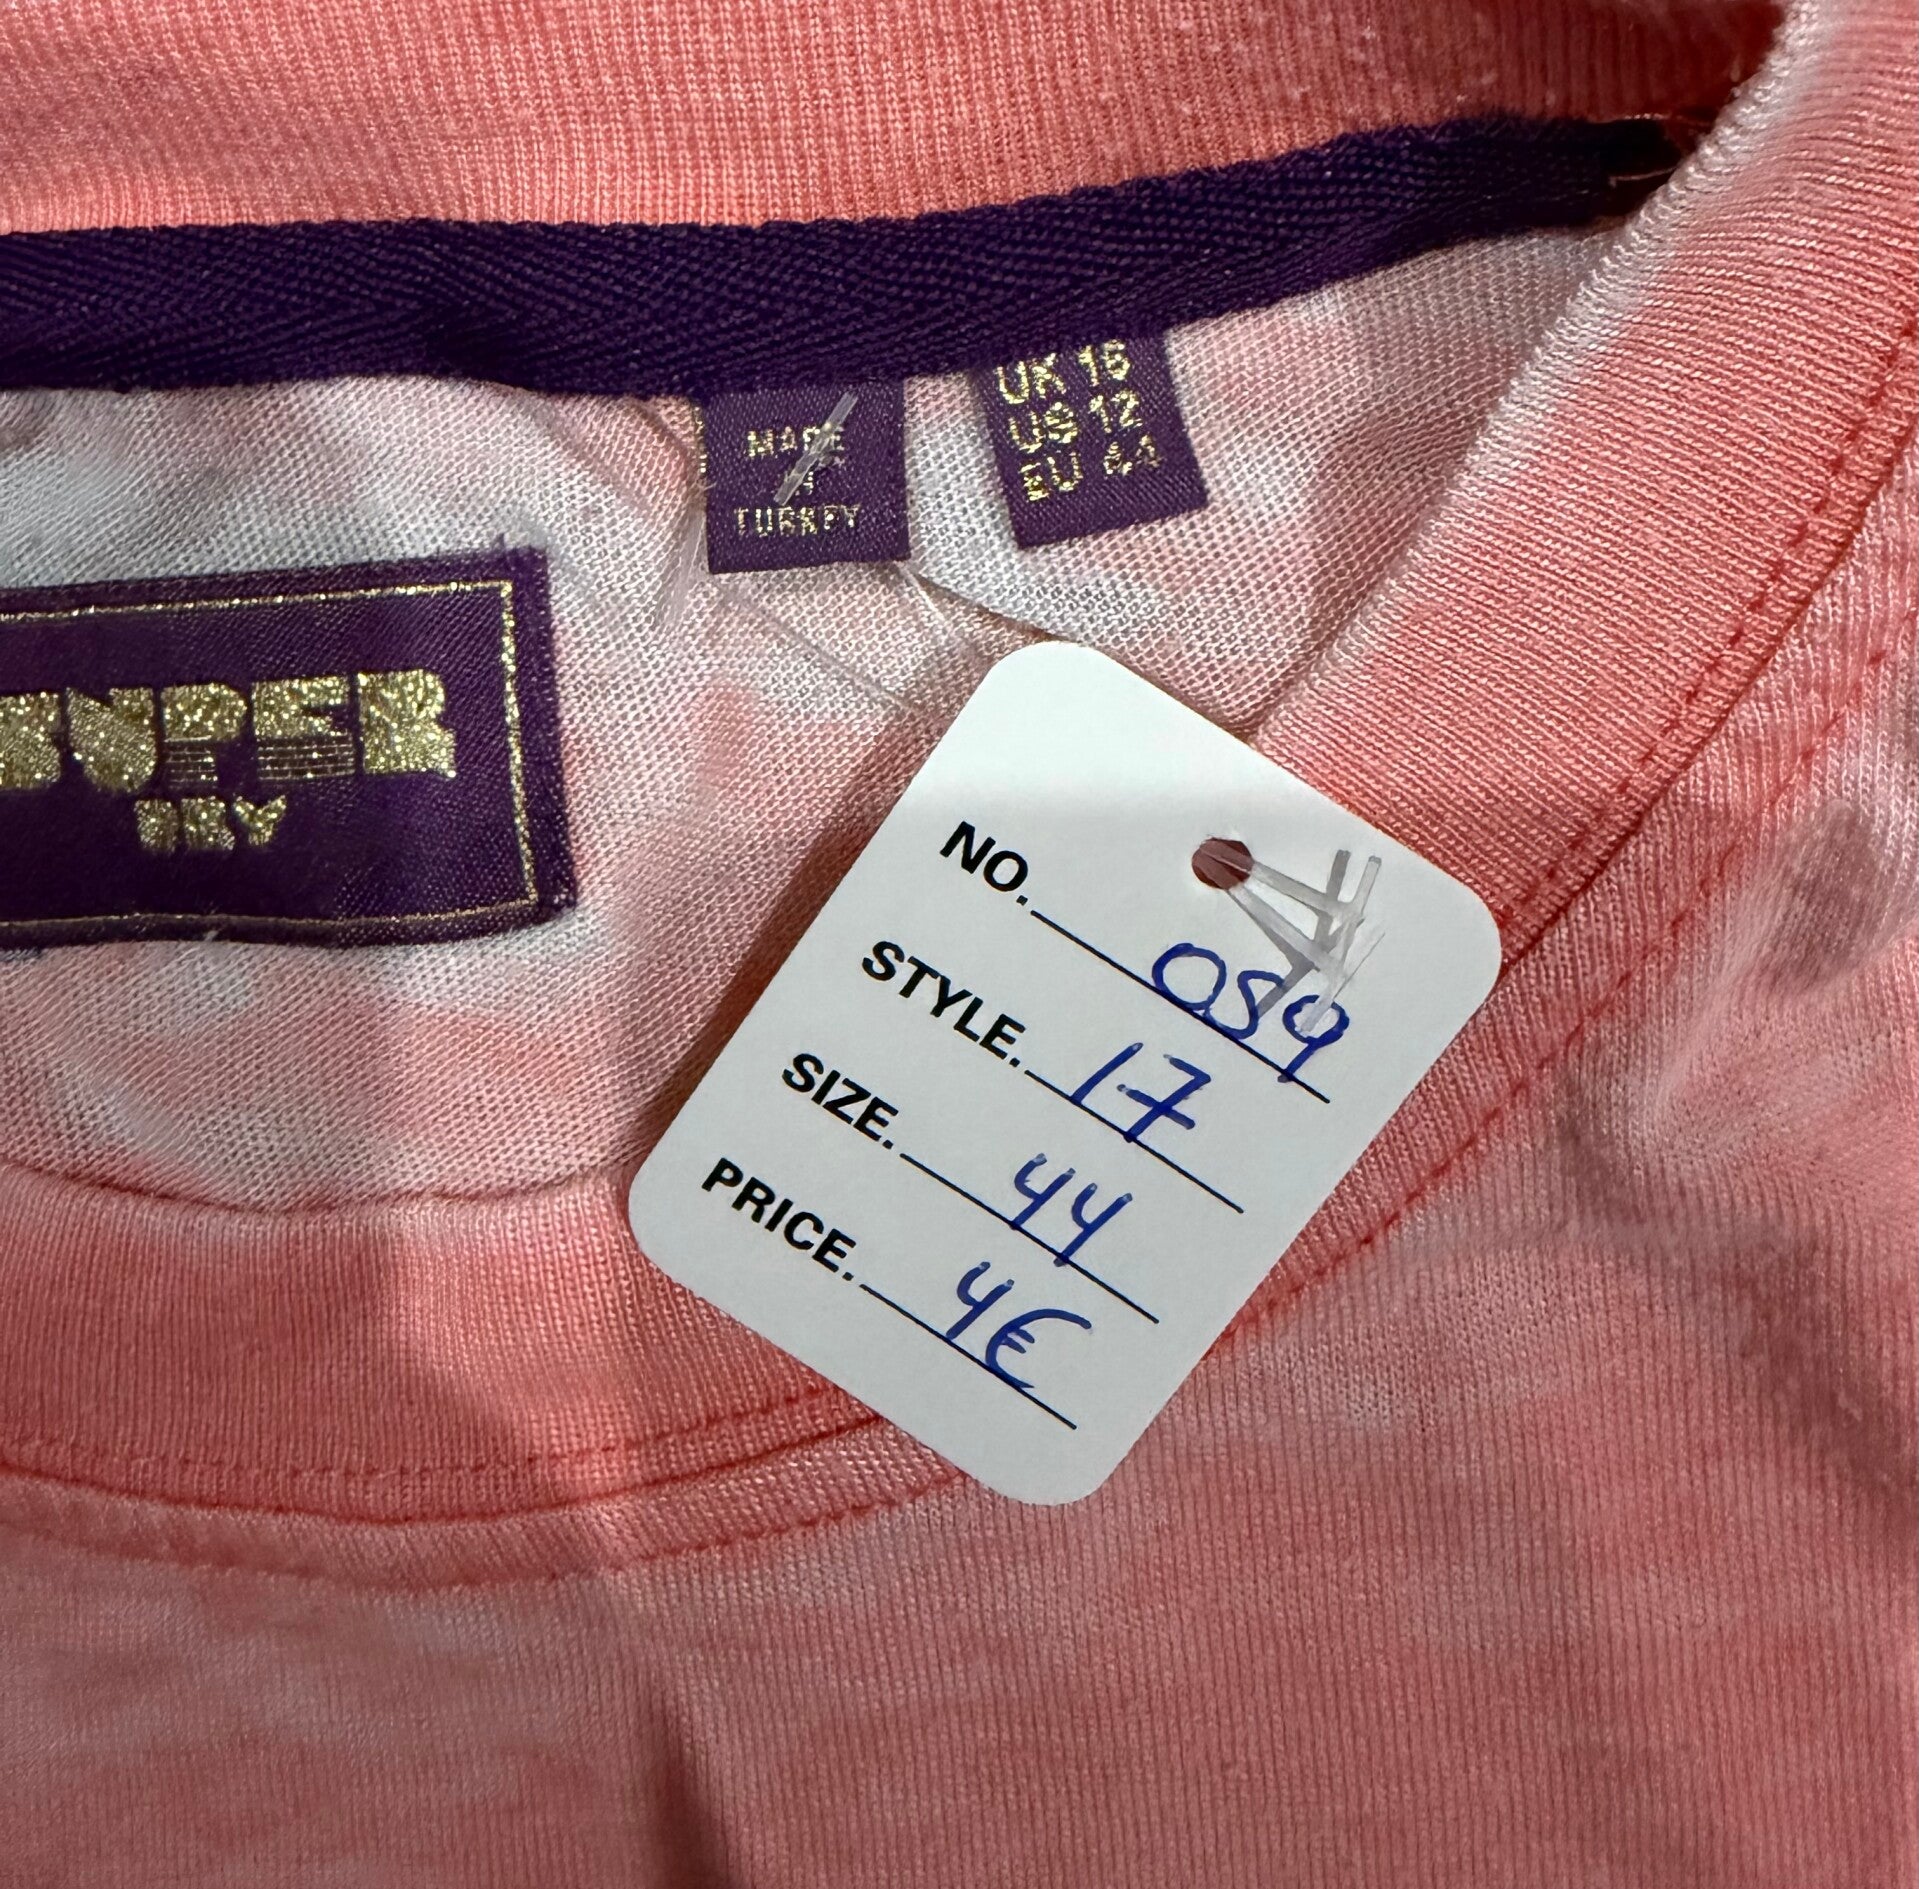 UK 16
US 12
EU 44
MADE
IN
TURKEY
SUPER
DRY
NO. 059
STYLE. 17
SIZE. 44
PRICE. 4€